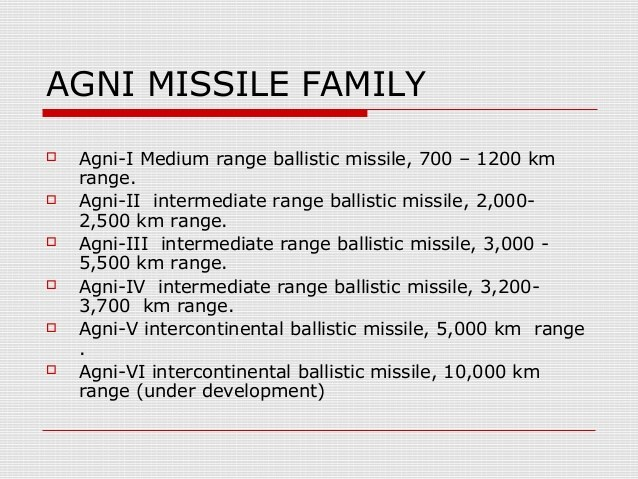 AGNI MISSILE FAMILY
Agni-I Medium range ballistic missile, 700 – 1200 km
range.
Agni-II  intermediate range ballistic missile, 2,000-
2,500 km range.
Agni-III  intermediate range ballistic missile, 3,000 -
5,500 km range.
Agni-IV  intermediate range ballistic missile, 3,200-
3,700  km range.
Agni-V intercontinental ballistic missile, 5,000 km  range
.
Agni-VI intercontinental ballistic missile, 10,000 km
range (under development)